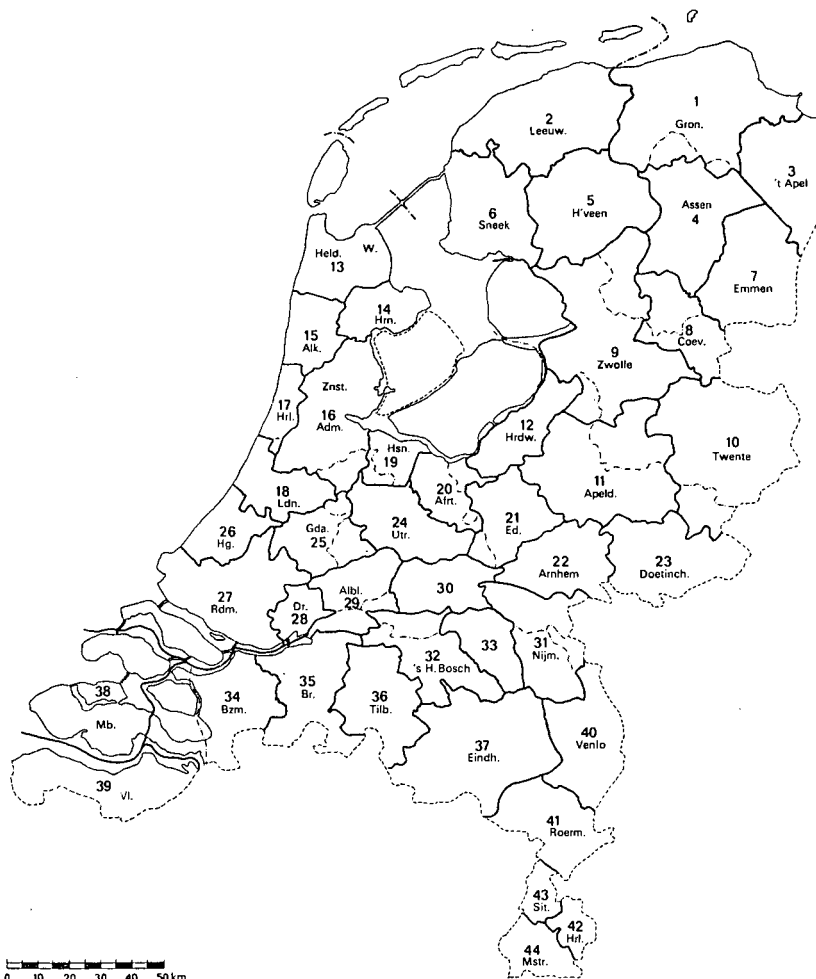 1
Gron.
2
Leeuw.
3
't Apel
Assen
4
5
H'veen
6
Sneek
7
Emmen
8
Coev.
9
Zwolle
10
Twente
11
Apeld.
12
Hrdw.
Held.
W.
13
14
Hrn.
15
Alk.
Znst.
16
Adm.
17
Hrl.
18
Ldn.
Hsn.
19
20
Afrt.
21
Ed.
22
Arnhem
23
Doetinch.
24
Utr.
Gda.
25
26
Hg.
27
Rdm.
Dr.
28
Albl.
29
30
31
Nijm.
32
's H. Bosch
33
34
Bzm.
35
Br.
36
Tilb.
37
Eindh.
38
Mb.
39
Vl.
40
Venlo
41
Roerm.
43
Sit.
42
Hrl.
44
Mstr.
0 10 20 30 40 50 km